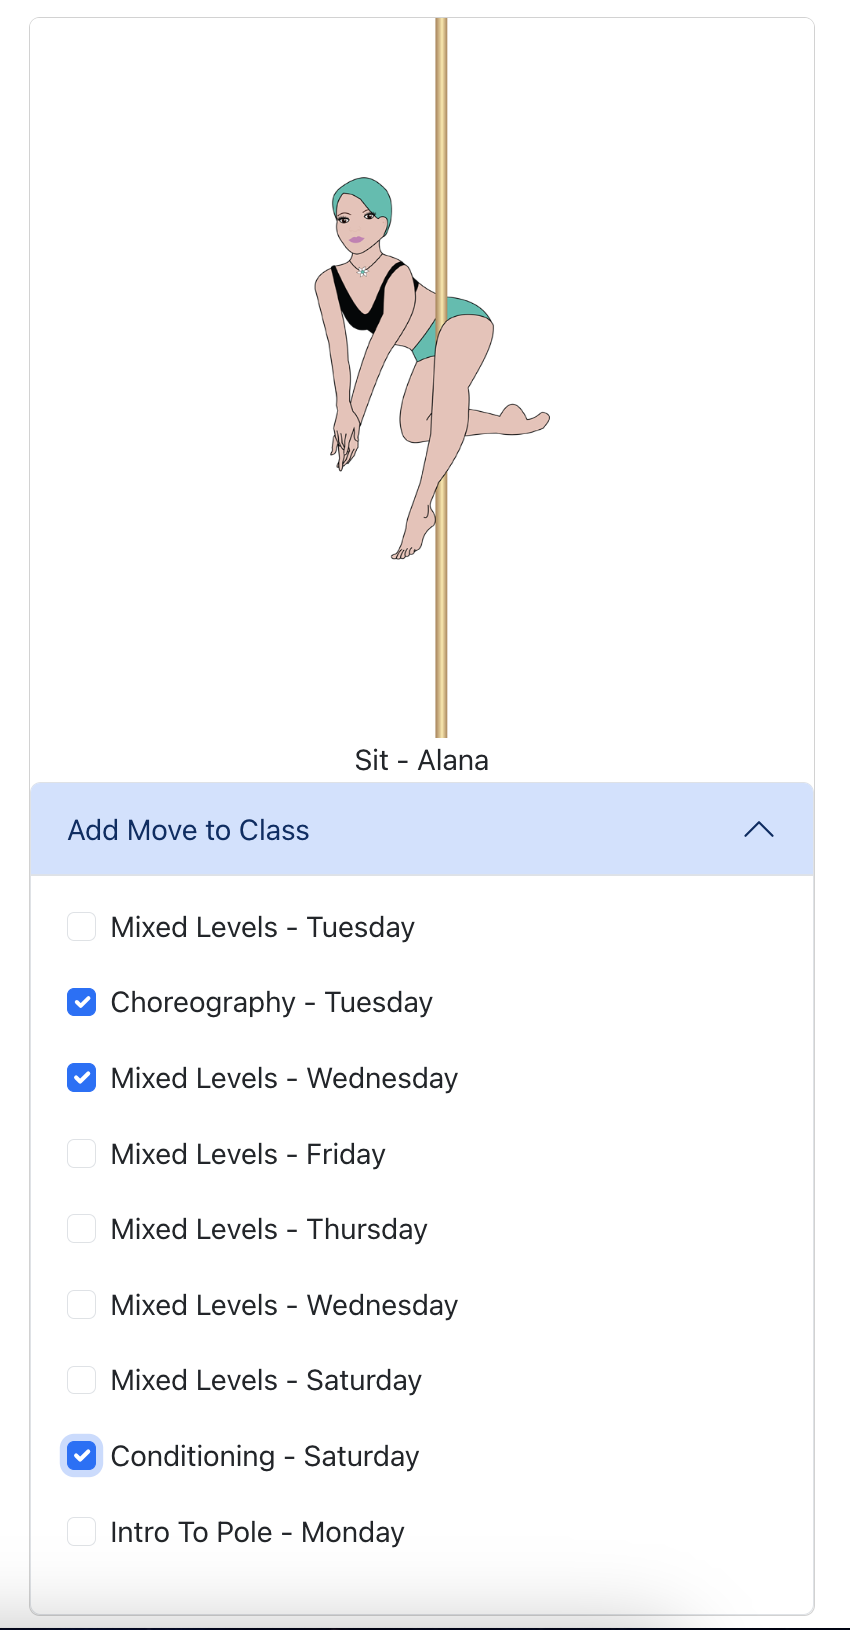 Sit - Alana
Add Move to Class
Mixed Levels - Tuesday
Choreography - Tuesday
Mixed Levels - Wednesday
Mixed Levels - Friday
Mixed Levels - Thursday
Mixed Levels - Wednesday
Mixed Levels - Saturday
Conditioning - Saturday
Intro To Pole - Monday